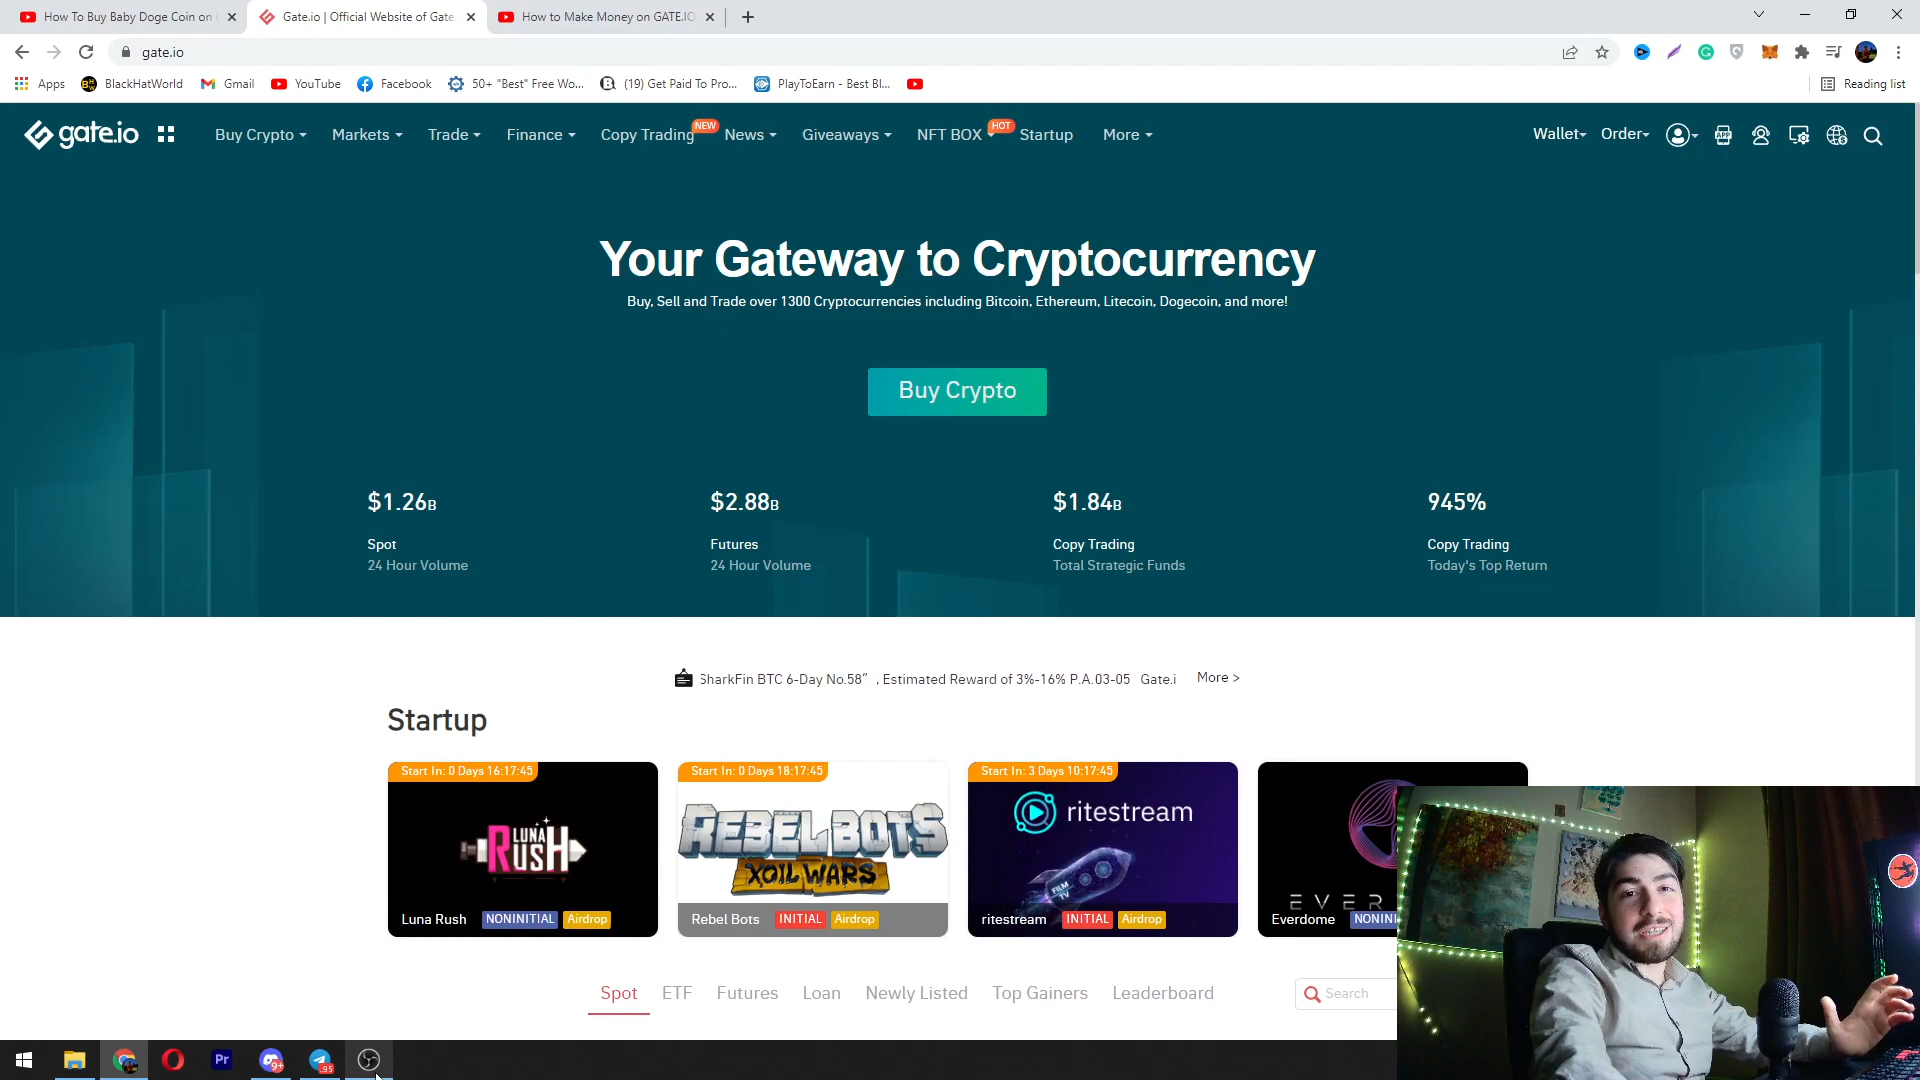 How To Buy Baby Doge Coin on
Gate.io | Official Website of Gate.
How to Make Money on GATE.IO
gate.io
Apps
BlackHatWorld
Gmail
YouTube
Facebook
50+ "Best" Free Wo...
(19) Get Paid To Pro...
PlayToEarn - Best Bl...
Reading list
gate.io
Buy Crypto
Markets
Trade
Finance
Copy Trading
NEW
News
Giveaways
NFT BOX
HOT
Startup
More
Wallet
Order
Your Gateway to Cryptocurrency
Buy, Sell and Trade over 1300 Cryptocurrencies including Bitcoin, Ethereum, Litecoin, Dogecoin, and more!
Buy Crypto
$1.26B
$2.88B
$1.84B
945%
Spot
Futures
Copy Trading
Copy Trading
24 Hour Volume
24 Hour Volume
Total Strategic Funds
Today's Top Return
SharkFin BTC 6-Day No.58” , Estimated Reward of 3%-16% P.A.03-05 Gate.i
More >
Startup
Start In: 0 Days 16:17:45
Start In: 0 Days 18:17:45
Start In: 3 Days 10:17:45
LUNA
RUSH
REBEL BOTS
XOIL WARS
ritestream
FILM
TV
EVER
Luna Rush NONINITIAL Airdrop
Rebel Bots INITIAL Airdrop
ritestream INITIAL Airdrop
Everdome NONINI
Spot
ETF
Futures
Loan
Newly Listed
Top Gainers
Leaderboard
Search
Pr
9+
95